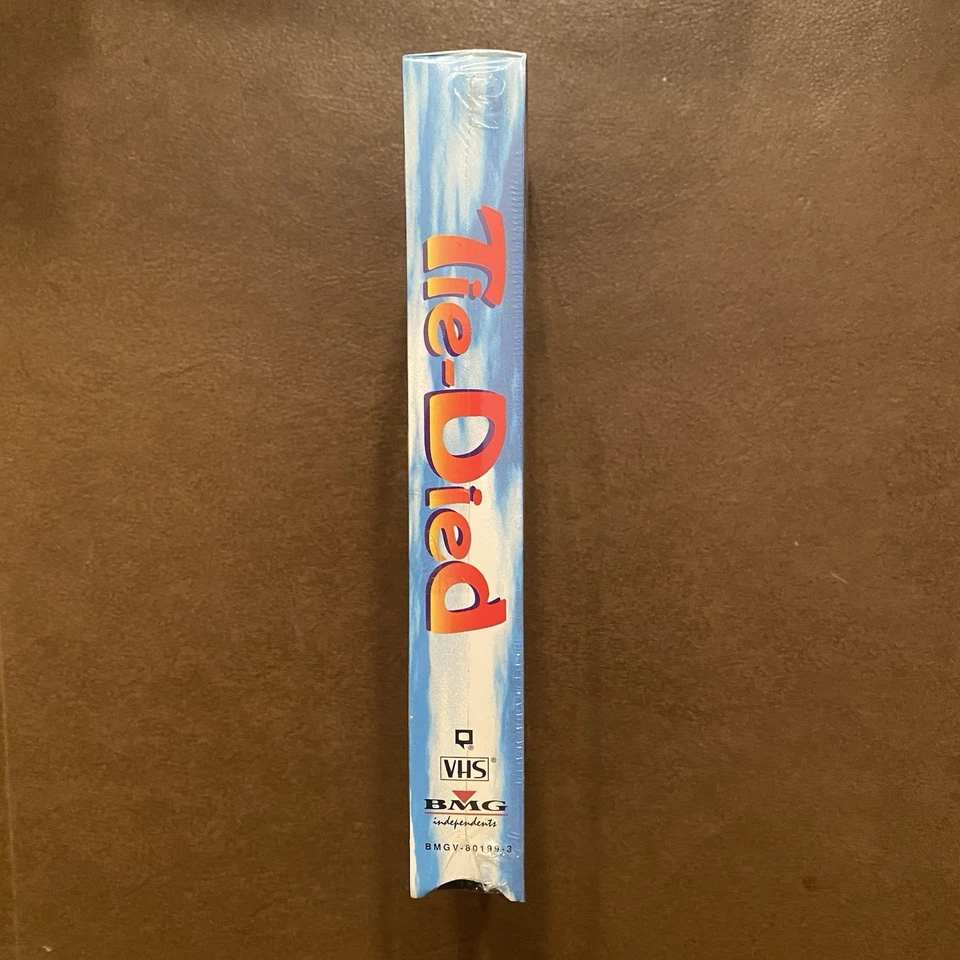 Tie-Died
VHS®
BMG
independents
BMGV-80199-3